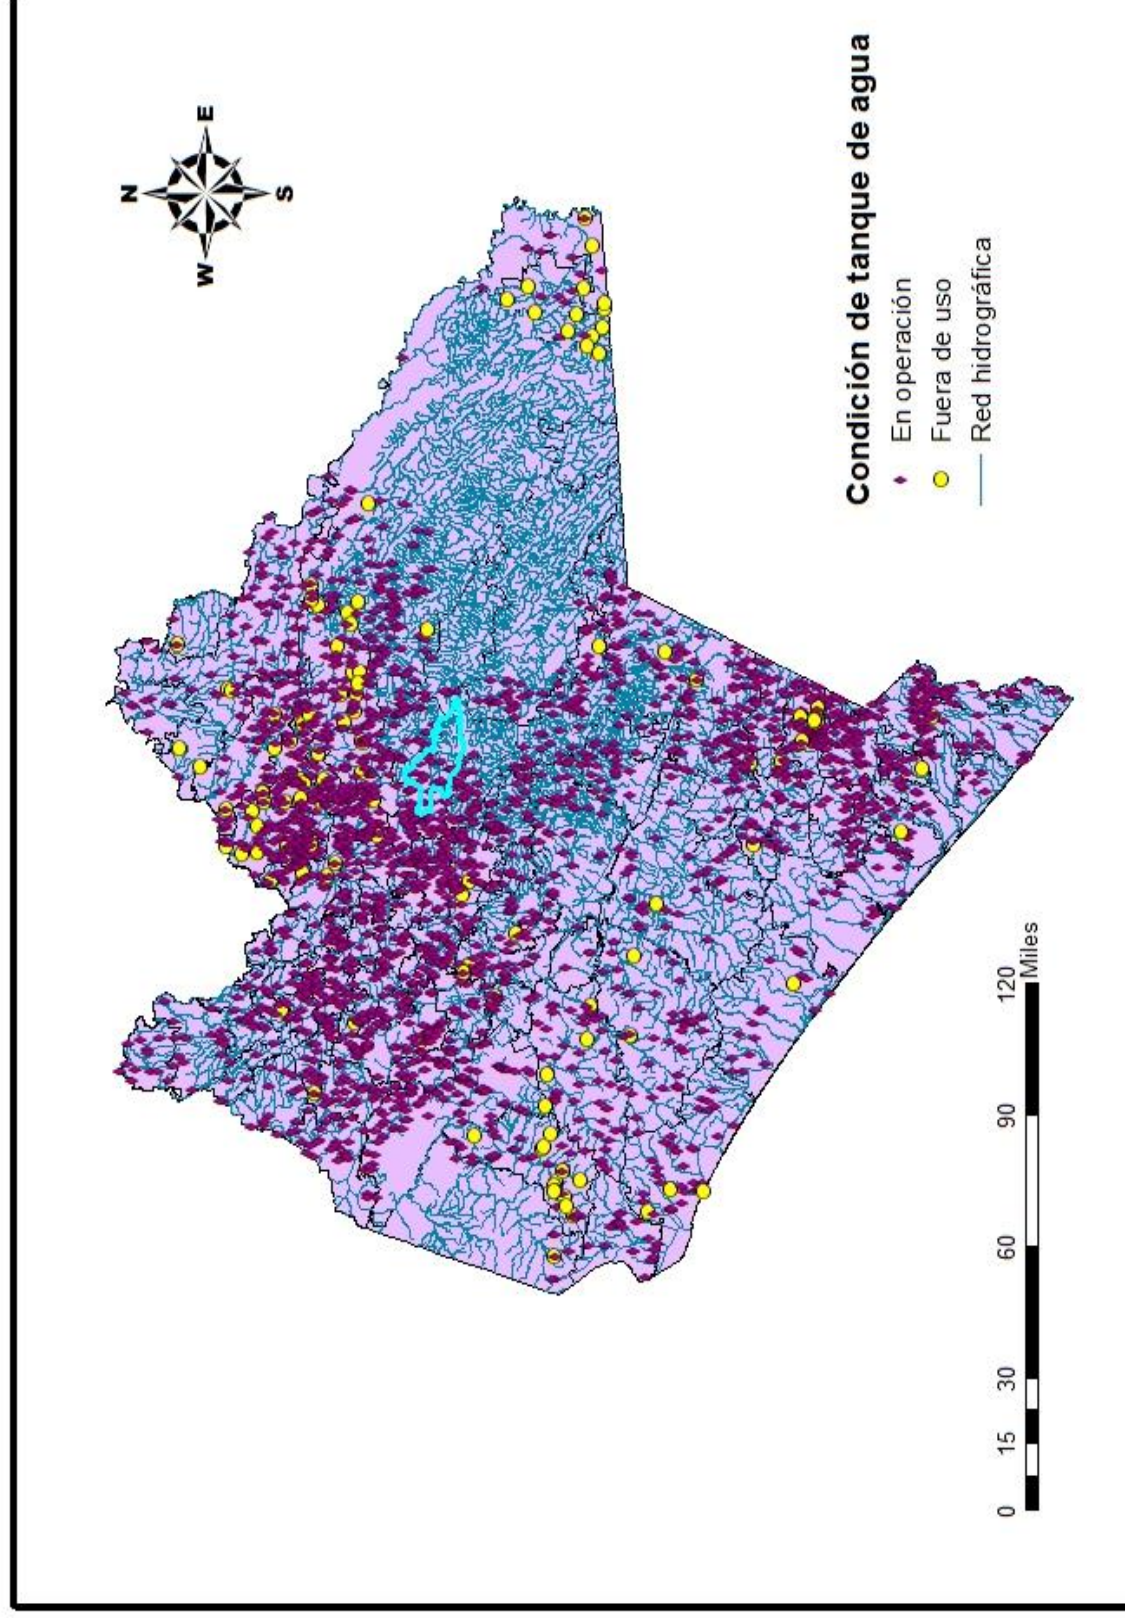 N
W E
S
Condición de tanque de agua
En operación
Fuera de uso
Red hidrográfica
0 15 30 60 90 120
Miles